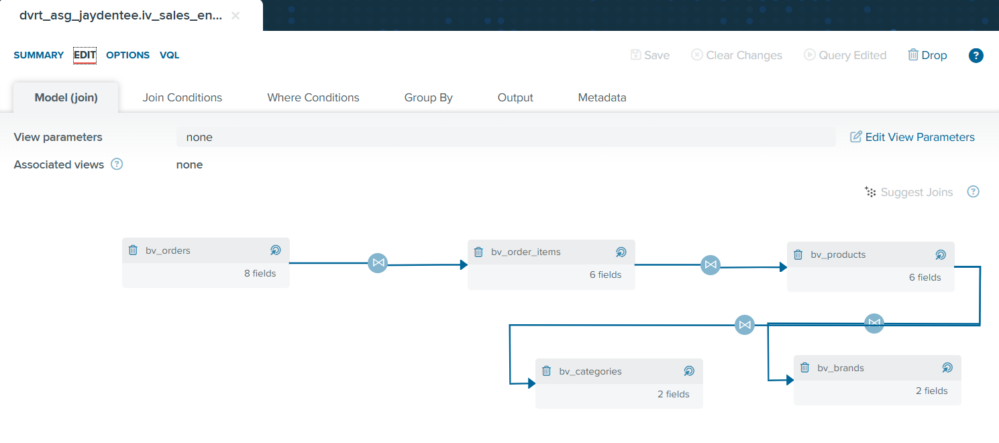 dvrt_asg_jaydentee.iv_sales_en...
SUMMARY EDIT OPTIONS VQL
Save Clear Changes Query Edited Drop ?
Model (join) Join Conditions Where Conditions Group By Output Metadata
View parameters none Edit View Parameters
Associated views ? none
Suggest Joins ?
bv_orders
8 fields
bv_order_items
6 fields
bv_products
6 fields
bv_categories
2 fields
bv_brands
2 fields